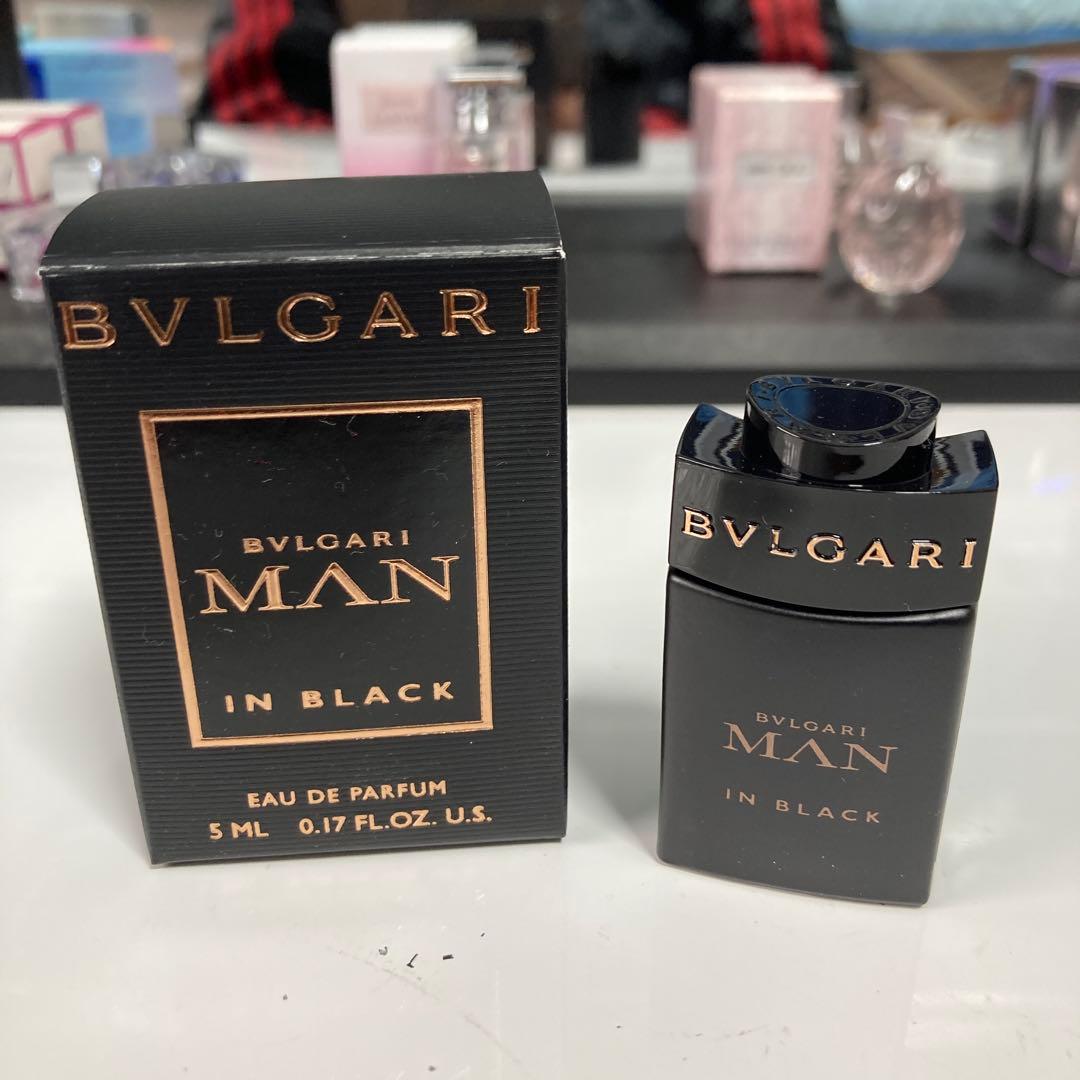 BVLGARI
BVLGARI
MAN
IN BLACK
EAU DE PARFUM
5 ML 0.17 FL.OZ. U.S.
BVLGARI
BVLGARI
MAN
IN BLACK